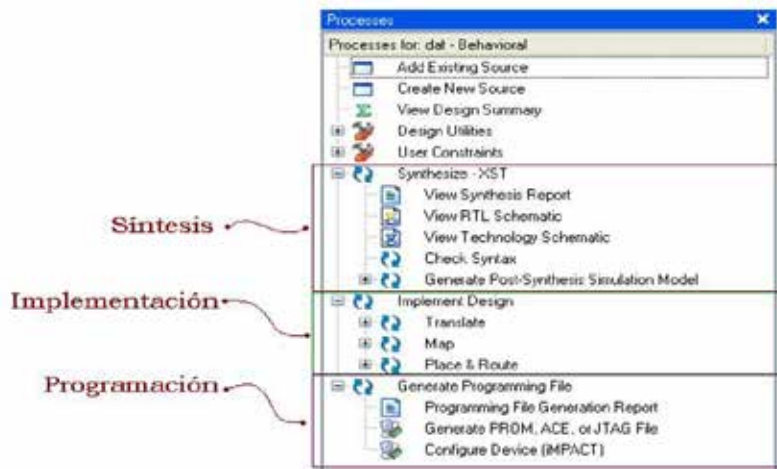 Processes
Processes for: dat - Behavioral
Add Existing Source
Create New Source
View Design Summary
Design Utilities
User Constraints
Synthesize - XST
View Synthesis Report
View RTL Schematic
View Technology Schematic
Check Syntax
Generate Post-Synthesis Simulation Model
Implement Design
Translate
Map
Place & Route
Generate Programming File
Programming File Generation Report
Generate PROM, ACE, or JTAG File
Configure Device (iMPACT)
Síntesis
Implementación
Programación